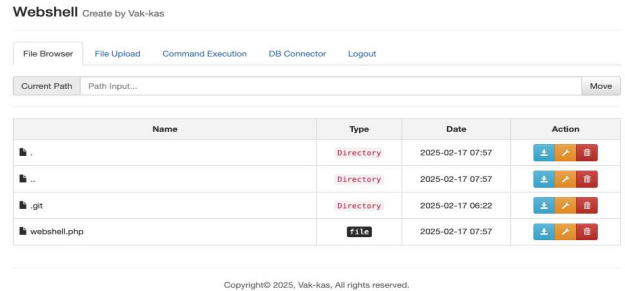 Webshell Create by Vak-kas
File Browser File Upload Command Execution DB Connector Logout
Current Path Path Input... Move
Name Type Date Action
. Directory 2025-02-17 07:57
.. Directory 2025-02-17 07:57
.git Directory 2025-02-17 06:22
webshell.php file 2025-02-17 07:57
Copyright© 2025, Vak-kas, All rights reserved.